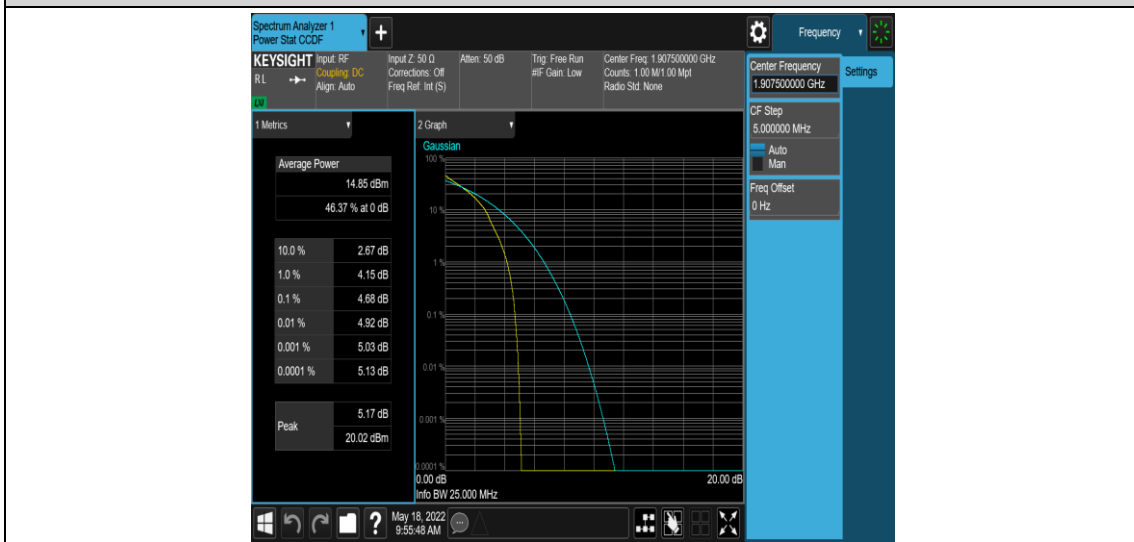 Spectrum Analyzer 1
Power Stat CCDF
+
Frequency
KEYSIGHT
Input: RF
Coupling: DC
Align: Auto
RL
LXI
Input Z: 50 Ω
Corrections: Off
Freq Ref: Int (S)
Atten: 50 dB
Trig: Free Run
#IF Gain: Low
Center Freq: 1.907500000 GHz
Counts: 1.00 M/1.00 Mpt
Radio Std: None
Center Frequency
1.907500000 GHz
Settings
CF Step
5.000000 MHz
Auto
Man
Freq Offset
0 Hz
1 Metrics
Average Power
14.85 dBm
46.37 % at 0 dB
10.0 % 2.67 dB
1.0 % 4.15 dB
0.1 % 4.68 dB
0.01 % 4.92 dB
0.001 % 5.03 dB
0.0001 % 5.13 dB
Peak
5.17 dB
20.02 dBm
2 Graph
Gaussian
100 %
10 %
1 %
0.1 %
0.01 %
0.001 %
0.0001 %
0.00 dB
20.00 dB
Info BW 25.000 MHz
?
May 18, 2022
9:55:48 AM